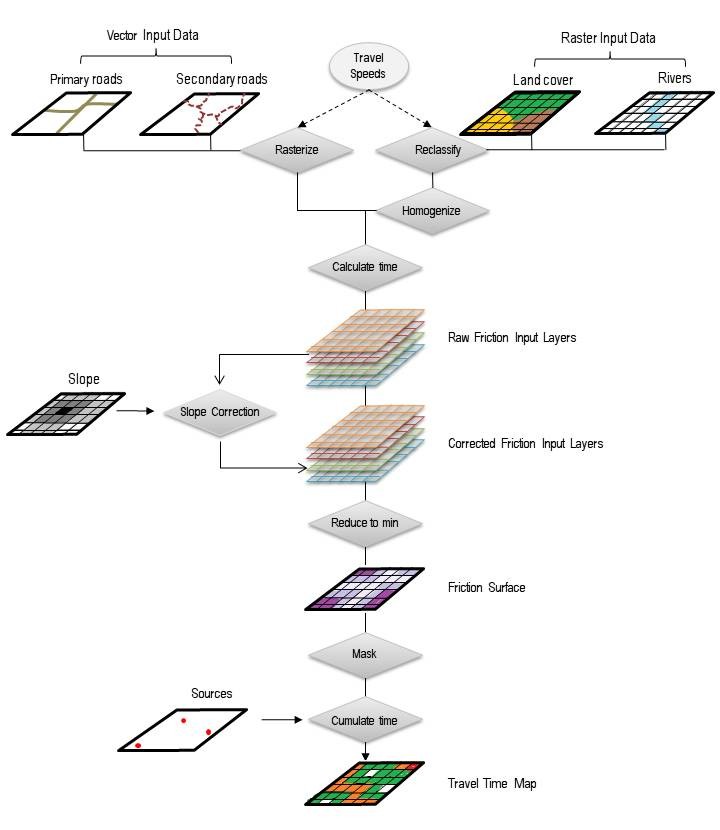 Vector Input Data
Raster Input Data
Travel
Speeds
Primary roads
Secondary roads
Land cover
Rivers
Rasterize
Reclassify
Homogenize
Calculate time
Raw Friction Input Layers
Slope
Slope Correction
Corrected Friction Input Layers
Reduce to min
Friction Surface
Mask
Sources
Cumulate time
Travel Time Map